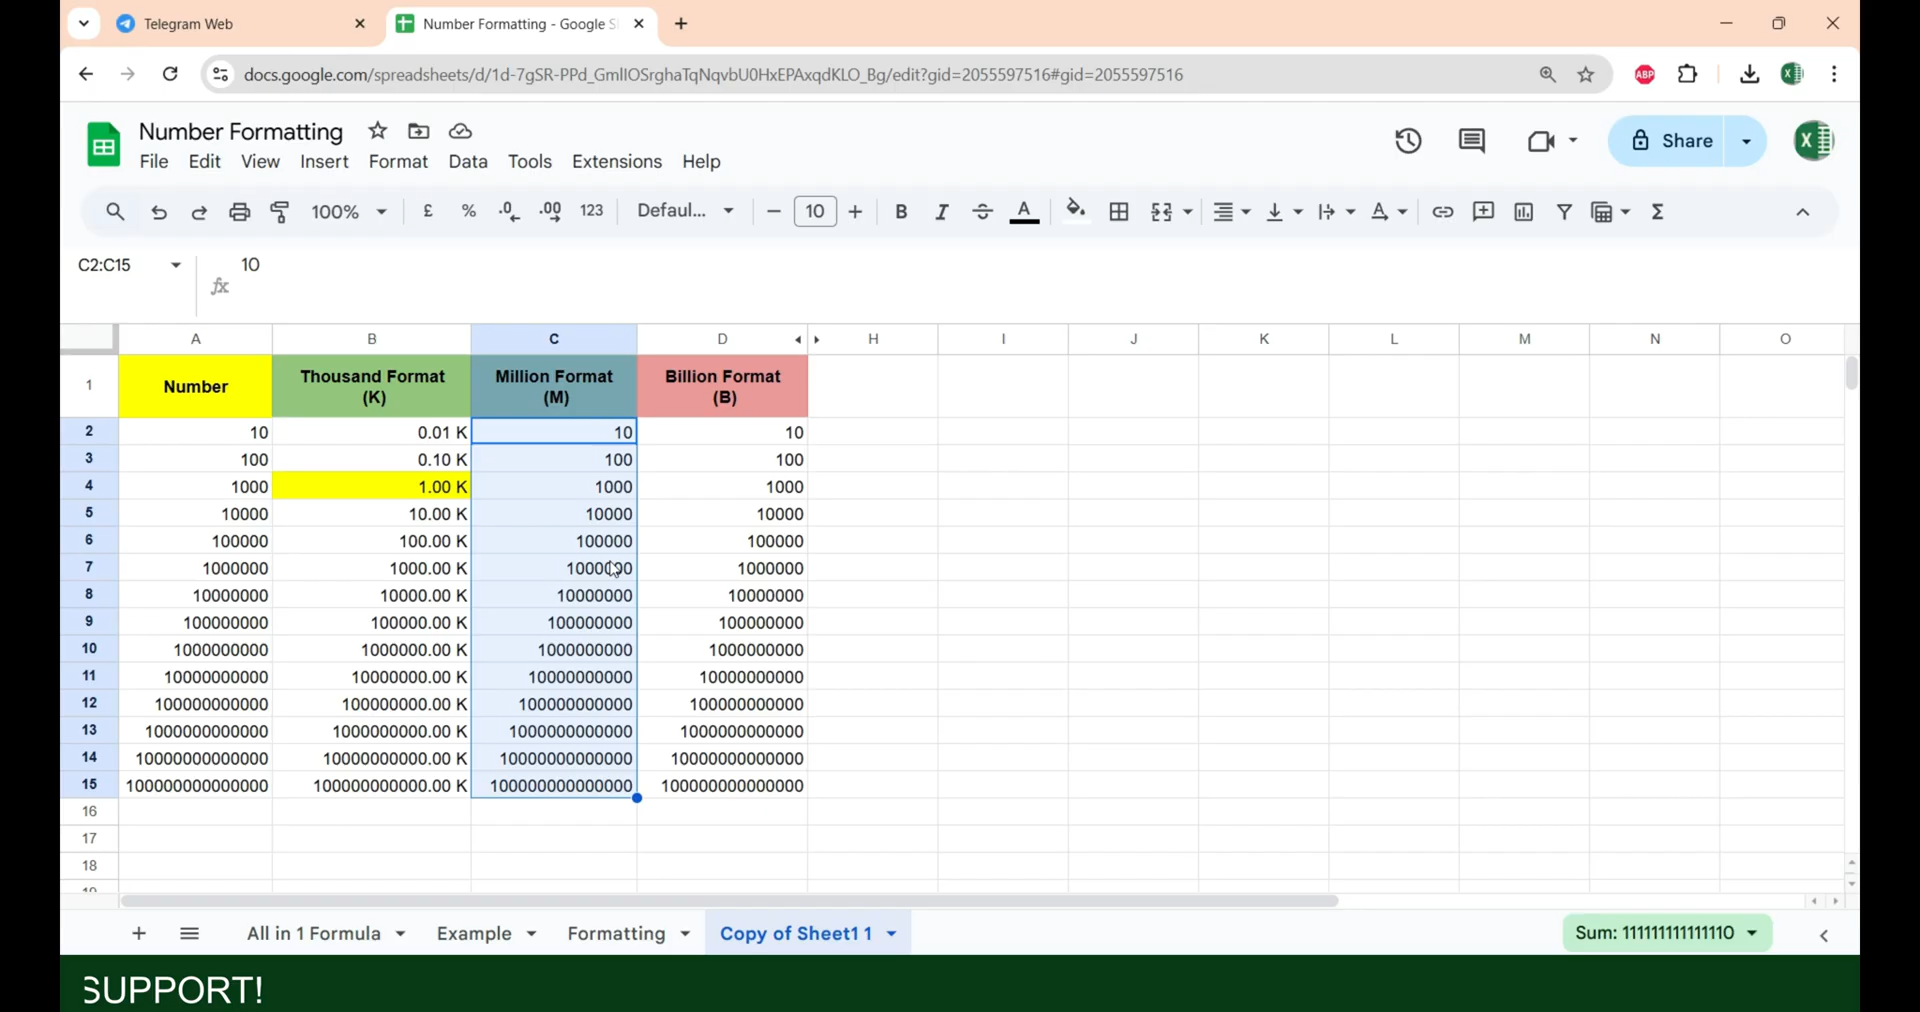 Telegram Web
Number Formatting - Google S
docs.google.com/spreadsheets/d/1d-7gSR-PPd_GmlIOSrghaTqNqvbU0HxEPAxqdKLO_Bg/edit?gid=2055597516#gid=2055597516
ABP
Number Formatting
File Edit View Insert Format Data Tools Extensions Help
Share
100% £ % .0 .00 123 Defaul... 10 B I A
C2:C15 10
fx
A B C D H I J K L M N O
1 Number Thousand Format (K) Million Format (M) Billion Format (B)
2 10 0.01 K 10 10
3 100 0.10 K 100 100
4 1000 1.00 K 1000 1000
5 10000 10.00 K 10000 10000
6 100000 100.00 K 100000 100000
7 1000000 1000.00 K 1000000 1000000
8 10000000 10000.00 K 10000000 10000000
9 100000000 100000.00 K 100000000 100000000
10 1000000000 1000000.00 K 1000000000 1000000000
11 10000000000 10000000.00 K 10000000000 10000000000
12 100000000000 100000000.00 K 100000000000 100000000000
13 1000000000000 1000000000.00 K 1000000000000 1000000000000
14 10000000000000 10000000000.00 K 10000000000000 10000000000000
15 100000000000000 100000000000.00 K 100000000000000 100000000000000
16
17
18
19
All in 1 Formula Example Formatting Copy of Sheet1 1 Sum: 111111111111110
SUPPORT!